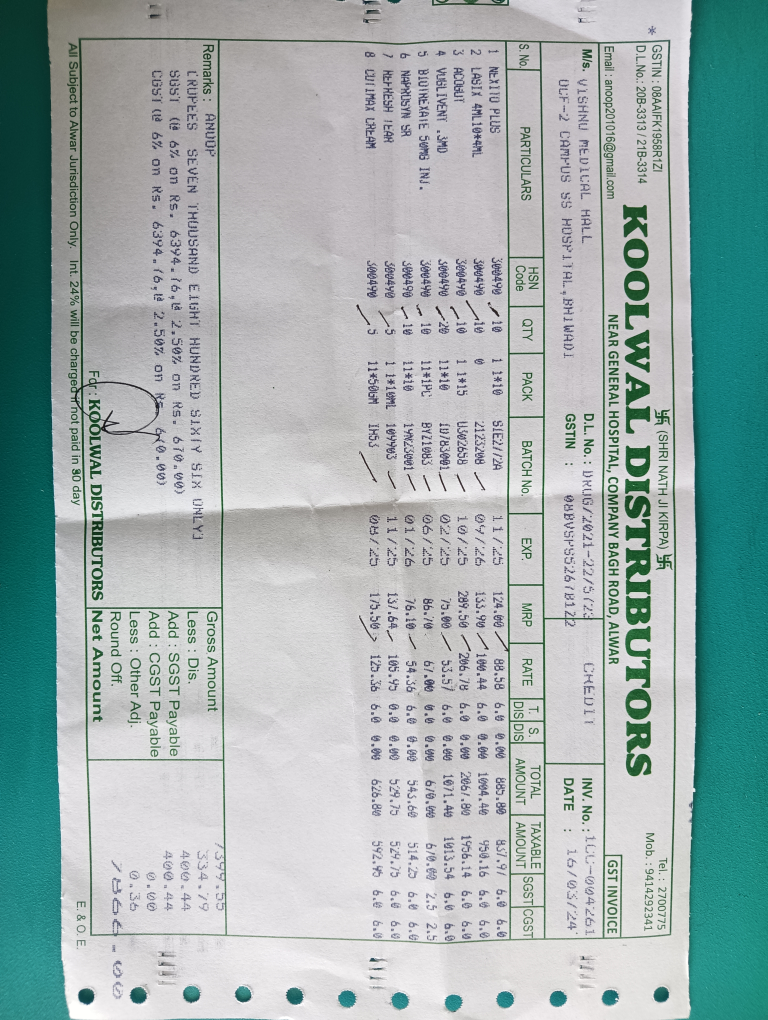 *
GSTIN : 08AAIFK1958R1ZI
D.L.No.: 20B-3313 / 21B-3314
Email : anoop201016@gmail.com
卐 (SHRI NATH JI KIRPA) 卐
KOOLWAL DISTRIBUTORS
NEAR GENERAL HOSPITAL, COMPANY BAGH ROAD, ALWAR
Tel. : 2700775
Mob.: 9414292341
GST INVOICE
M/s. VISHNU MEDICAL HALL
UCF-2 CAMPUS SS HOSPITAL,BHIWADI
D.L. No.: DRUG/2021-22/5/23
GSTIN :
CREDIT
INV. No.: 1CC-004261
DATE : 16/03/24
S. No. PARTICULARS HSN Code QTY PACK BATCH No. EXP. MRP RATE T. DIS S. DIS TOTAL AMOUNT TAXABLE AMOUNT SGST CGST
1 NEXITO PLUS 300490 10 1 1*10 SIE2772A 11/25 124.00 88.58 6.0 0.00 885.80 837.97 6.0 6.0
2 LASIX 4ML10*4ML 300490 10 0 2123208 09/26 133.90 100.44 6.0 0.00 1004.40 950.16 6.0 6.0
3 ACOGUT 300490 10 1 1*15 U302658 10/25 289.50 206.78 6.0 0.00 2067.80 1956.14 6.0 6.0
4 VOGLIVENT .3MD 300490 20 11*10 ID783001 02/25 75.00 53.57 6.0 0.00 1071.40 1013.54 6.0 6.0
5 BIOTREXATE 50MG INJ. 300490 10 11*1PC BYZ1083 06/25 86.70 67.00 0.0 0.00 670.00 670.00 2.5 2.5
6 NAPROSYN SR 300490 10 11*10 19NZ3001 01/26 76.10 54.36 6.0 0.00 543.60 514.25 6.0 6.0
7 REFRESH TEAR 300490 5 1 1*10ML 109903 11/25 137.64 105.95 0.0 0.00 529.75 529.75 6.0 6.0
8 CUTIMAX CREAM 300490 5 11*50GM IH53 08/25 175.50 125.36 6.0 0.00 626.80 592.95 6.0 6.0
Remarks : ANOOP
[RUPEES SEVEN THOUSAND EIGHT HUNDRED SIXTY SIX ONLY]
SGST (@ 6% on Rs. 6394.76,@ 2.50% on Rs. 670.00)
CGST(@ 6% on Rs. 6394.76,@ 2.50% on Rs. 670.00)
Gross Amount 7399.55
Less : Dis. 334.79
Add : SGST Payable 400.44
Add : CGST Payable 400.44
Less : Other Adj. 0.00
Round Off. 0.36
Net Amount 7866.00
For : KOOLWAL DISTRIBUTORS
All Subject to Alwar Jurisdiction Only. Int. 24% will be charged if not paid in 30 day
E. & O. E.